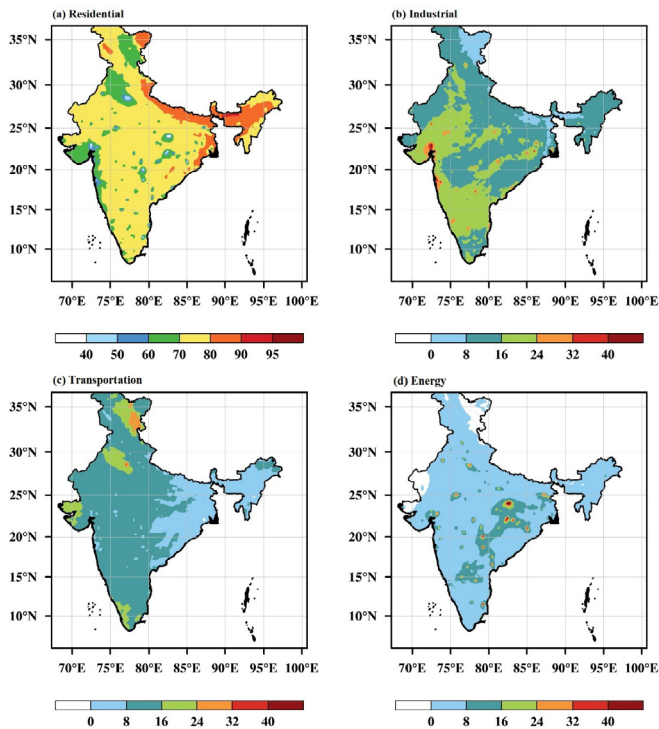 (a) Residential
35°N
30°N
25°N
20°N
15°N
10°N
70°E 75°E 80°E 85°E 90°E 95°E 100°E
40 50 60 70 80 90 95
(b) Industrial
35°N
30°N
25°N
20°N
15°N
10°N
70°E 75°E 80°E 85°E 90°E 95°E 100°E
0 8 16 24 32 40
(c) Transportation
35°N
30°N
25°N
20°N
15°N
10°N
70°E 75°E 80°E 85°E 90°E 95°E 100°E
0 8 16 24 32 40
(d) Energy
35°N
30°N
25°N
20°N
15°N
10°N
70°E 75°E 80°E 85°E 90°E 95°E 100°E
0 8 16 24 32 40